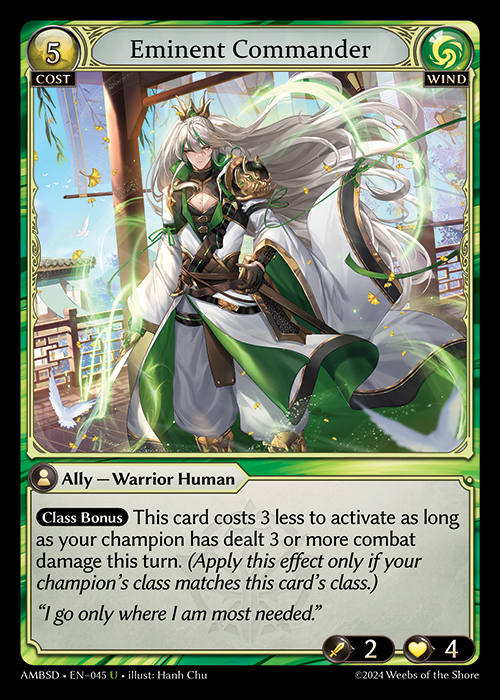 5
Eminent Commander
COST
WIND
Ally — Warrior Human
Class Bonus This card costs 3 less to activate as long
as your champion has dealt 3 or more combat
damage this turn. (Apply this effect only if your
champion's class matches this card's class.)
"I go only where I am most needed."
2
4
AMBSD • EN-045 U • illust: Hanh Chu
©2024 Weebs of the Shore